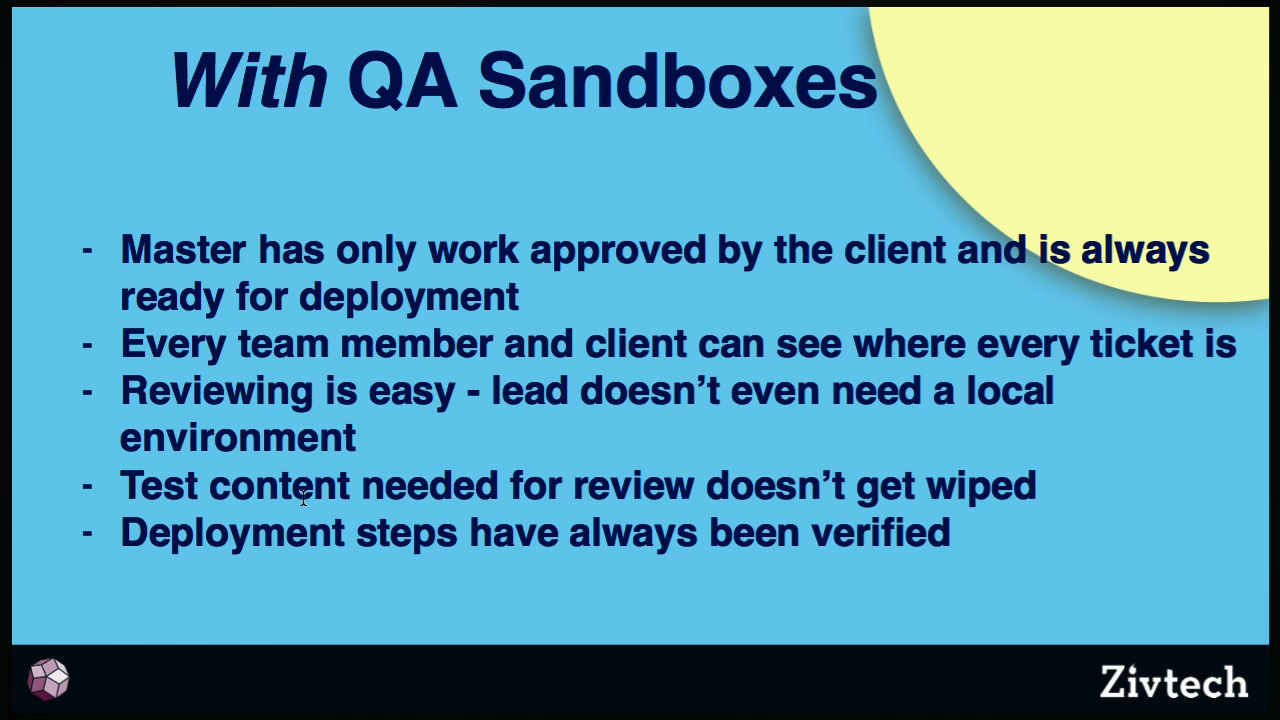 With QA Sandboxes
- Master has only work approved by the client and is always
ready for deployment
- Every team member and client can see where every ticket is
- Reviewing is easy - lead doesn’t even need a local
environment
- Test content needed for review doesn’t get wiped
- Deployment steps have always been verified
Zivtech